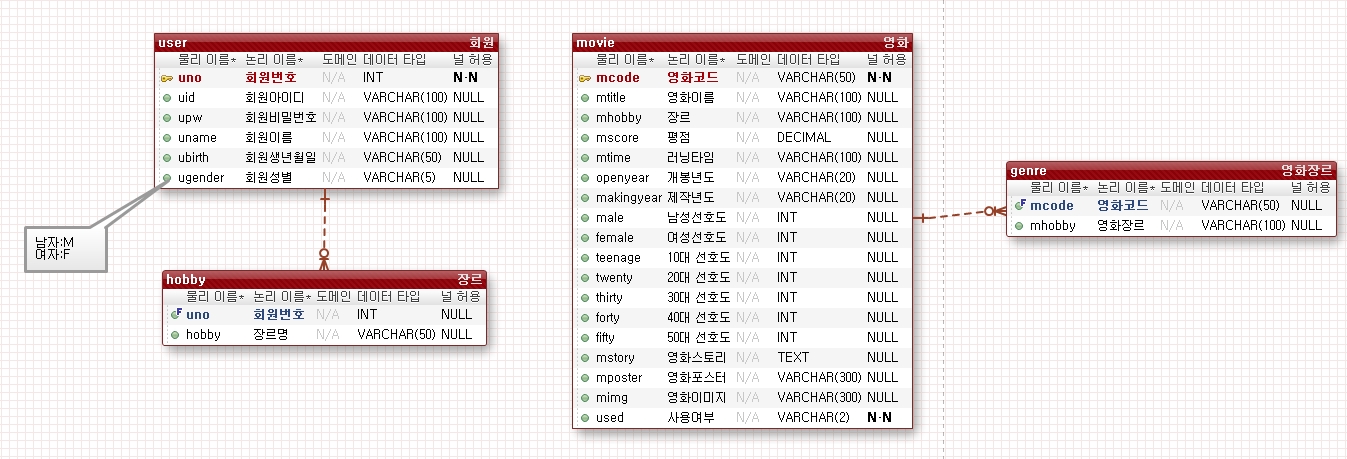 user 회원
물리 이름* 논리 이름* 도메인 데이터 타입 널 허용
uno 회원번호 N/A INT N-N
uid 회원아이디 N/A VARCHAR(100) NULL
upw 회원비밀번호 N/A VARCHAR(100) NULL
uname 회원이름 N/A VARCHAR(100) NULL
ubirth 회원생년월일 N/A VARCHAR(50) NULL
ugender 회원성별 N/A VARCHAR(5) NULL
남자:M
여자:F
hobby 장르
물리 이름* 논리 이름* 도메인 데이터 타입 널 허용
uno 회원번호 N/A INT NULL
hobby 장르명 N/A VARCHAR(50) NULL
movie 영화
물리 이름* 논리 이름* 도메인 데이터 타입 널 허용
mcode 영화코드 N/A VARCHAR(50) N-N
mtitle 영화이름 N/A VARCHAR(100) NULL
mhobby 장르 N/A VARCHAR(100) NULL
mscore 평점 N/A DECIMAL NULL
mtime 러닝타임 N/A VARCHAR(100) NULL
openyear 개봉년도 N/A VARCHAR(20) NULL
makingyear 제작년도 N/A VARCHAR(20) NULL
male 남성선호도 N/A INT NULL
female 여성선호도 N/A INT NULL
teenage 10대 선호도 N/A INT NULL
twenty 20대 선호도 N/A INT NULL
thirty 30대 선호도 N/A INT NULL
forty 40대 선호도 N/A INT NULL
fifty 50대 선호도 N/A INT NULL
mstory 영화스토리 N/A TEXT NULL
mposter 영화포스터 N/A VARCHAR(300) NULL
mimg 영화이미지 N/A VARCHAR(300) NULL
used 사용여부 N/A VARCHAR(2) N-N
genre 영화장르
물리 이름* 논리 이름* 도메인 데이터 타입 널 허용
mcode 영화코드 N/A VARCHAR(50) NULL
mhobby 영화장르 N/A VARCHAR(100) NULL